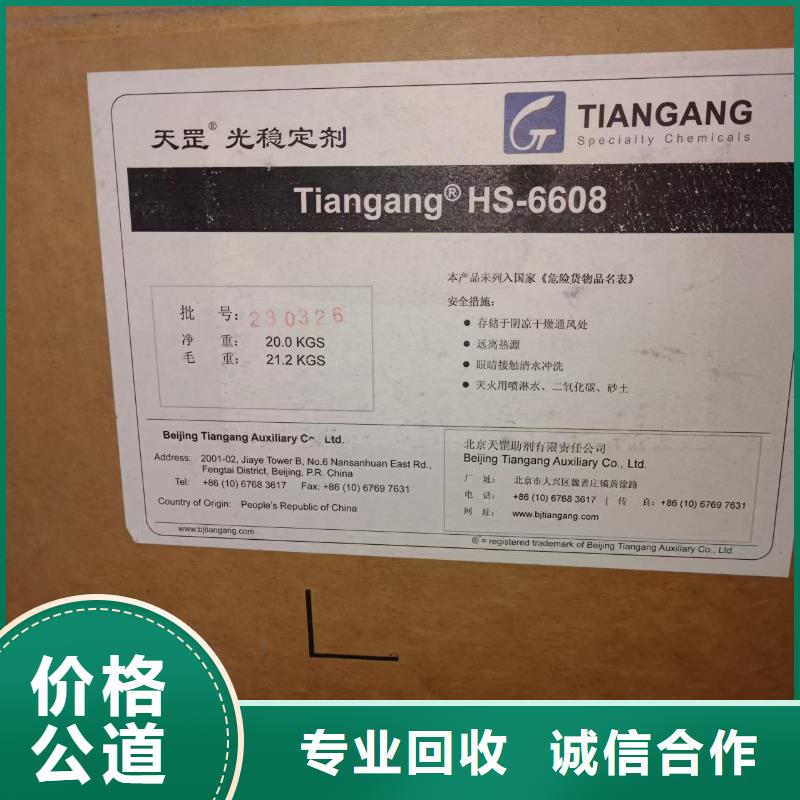 天罡® 光稳定剂
TIANGANG
Specialty Chemicals
Tiangang® HS-6608
批 号: 230326
净 重: 20.0 KGS
毛 重: 21.2 KGS
本产品未列入国家《危险货物品名表》
安全措施:
• 存储于阴凉干燥通风处
• 远离热源
• 眼睛接触清水冲洗
• 灭火用喷淋水、二氧化碳、砂土
Beijing Tiangang Auxiliary Co., Ltd.
Address: 2001-02, Jiaye Tower B, No.6 Nansanhuan East Rd.,
Fengtai District, Beijing, P.R. China
Tel: +86 (10) 6768 3617 Fax: +86 (10) 6769 7631
Country of Origin: People's Republic of China
www.bjtiangang.com
北京天罡助剂有限责任公司
Beijing Tiangang Auxiliary Co., Ltd.
厂 址: 北京市大兴区魏善庄镇黄徐路
电 话: +86 (10) 6768 3617 | 传 真: +86 (10) 6769 7631
网 址: www.bjtiangang.com
® = registered trademark of Beijing Tiangang Auxiliary Co., Ltd.
价格
公道
专业回收 诚信合作